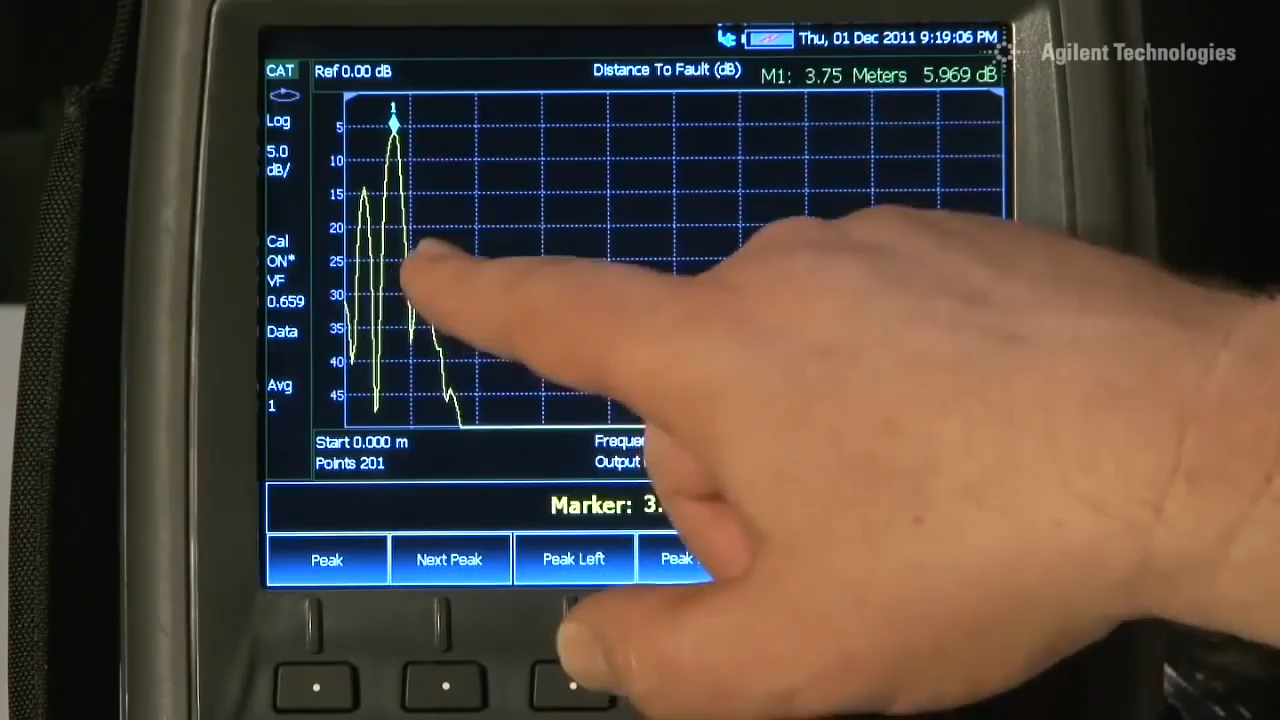 Thu, 01 Dec 2011 9:19:06 PM
Agilent Technologies
CAT
Ref 0.00 dB
Distance To Fault (dB)
M1: 3.75 Meters 5.969 dB
Log
5.0
dB/
Cal
ON*
VF
0.659
Data
Avg
1
1
5
10
15
20
25
30
35
40
45
Start 0.000 m
Points 201
Output
Marker: 3.
Peak
Next Peak
Peak Left
Peak